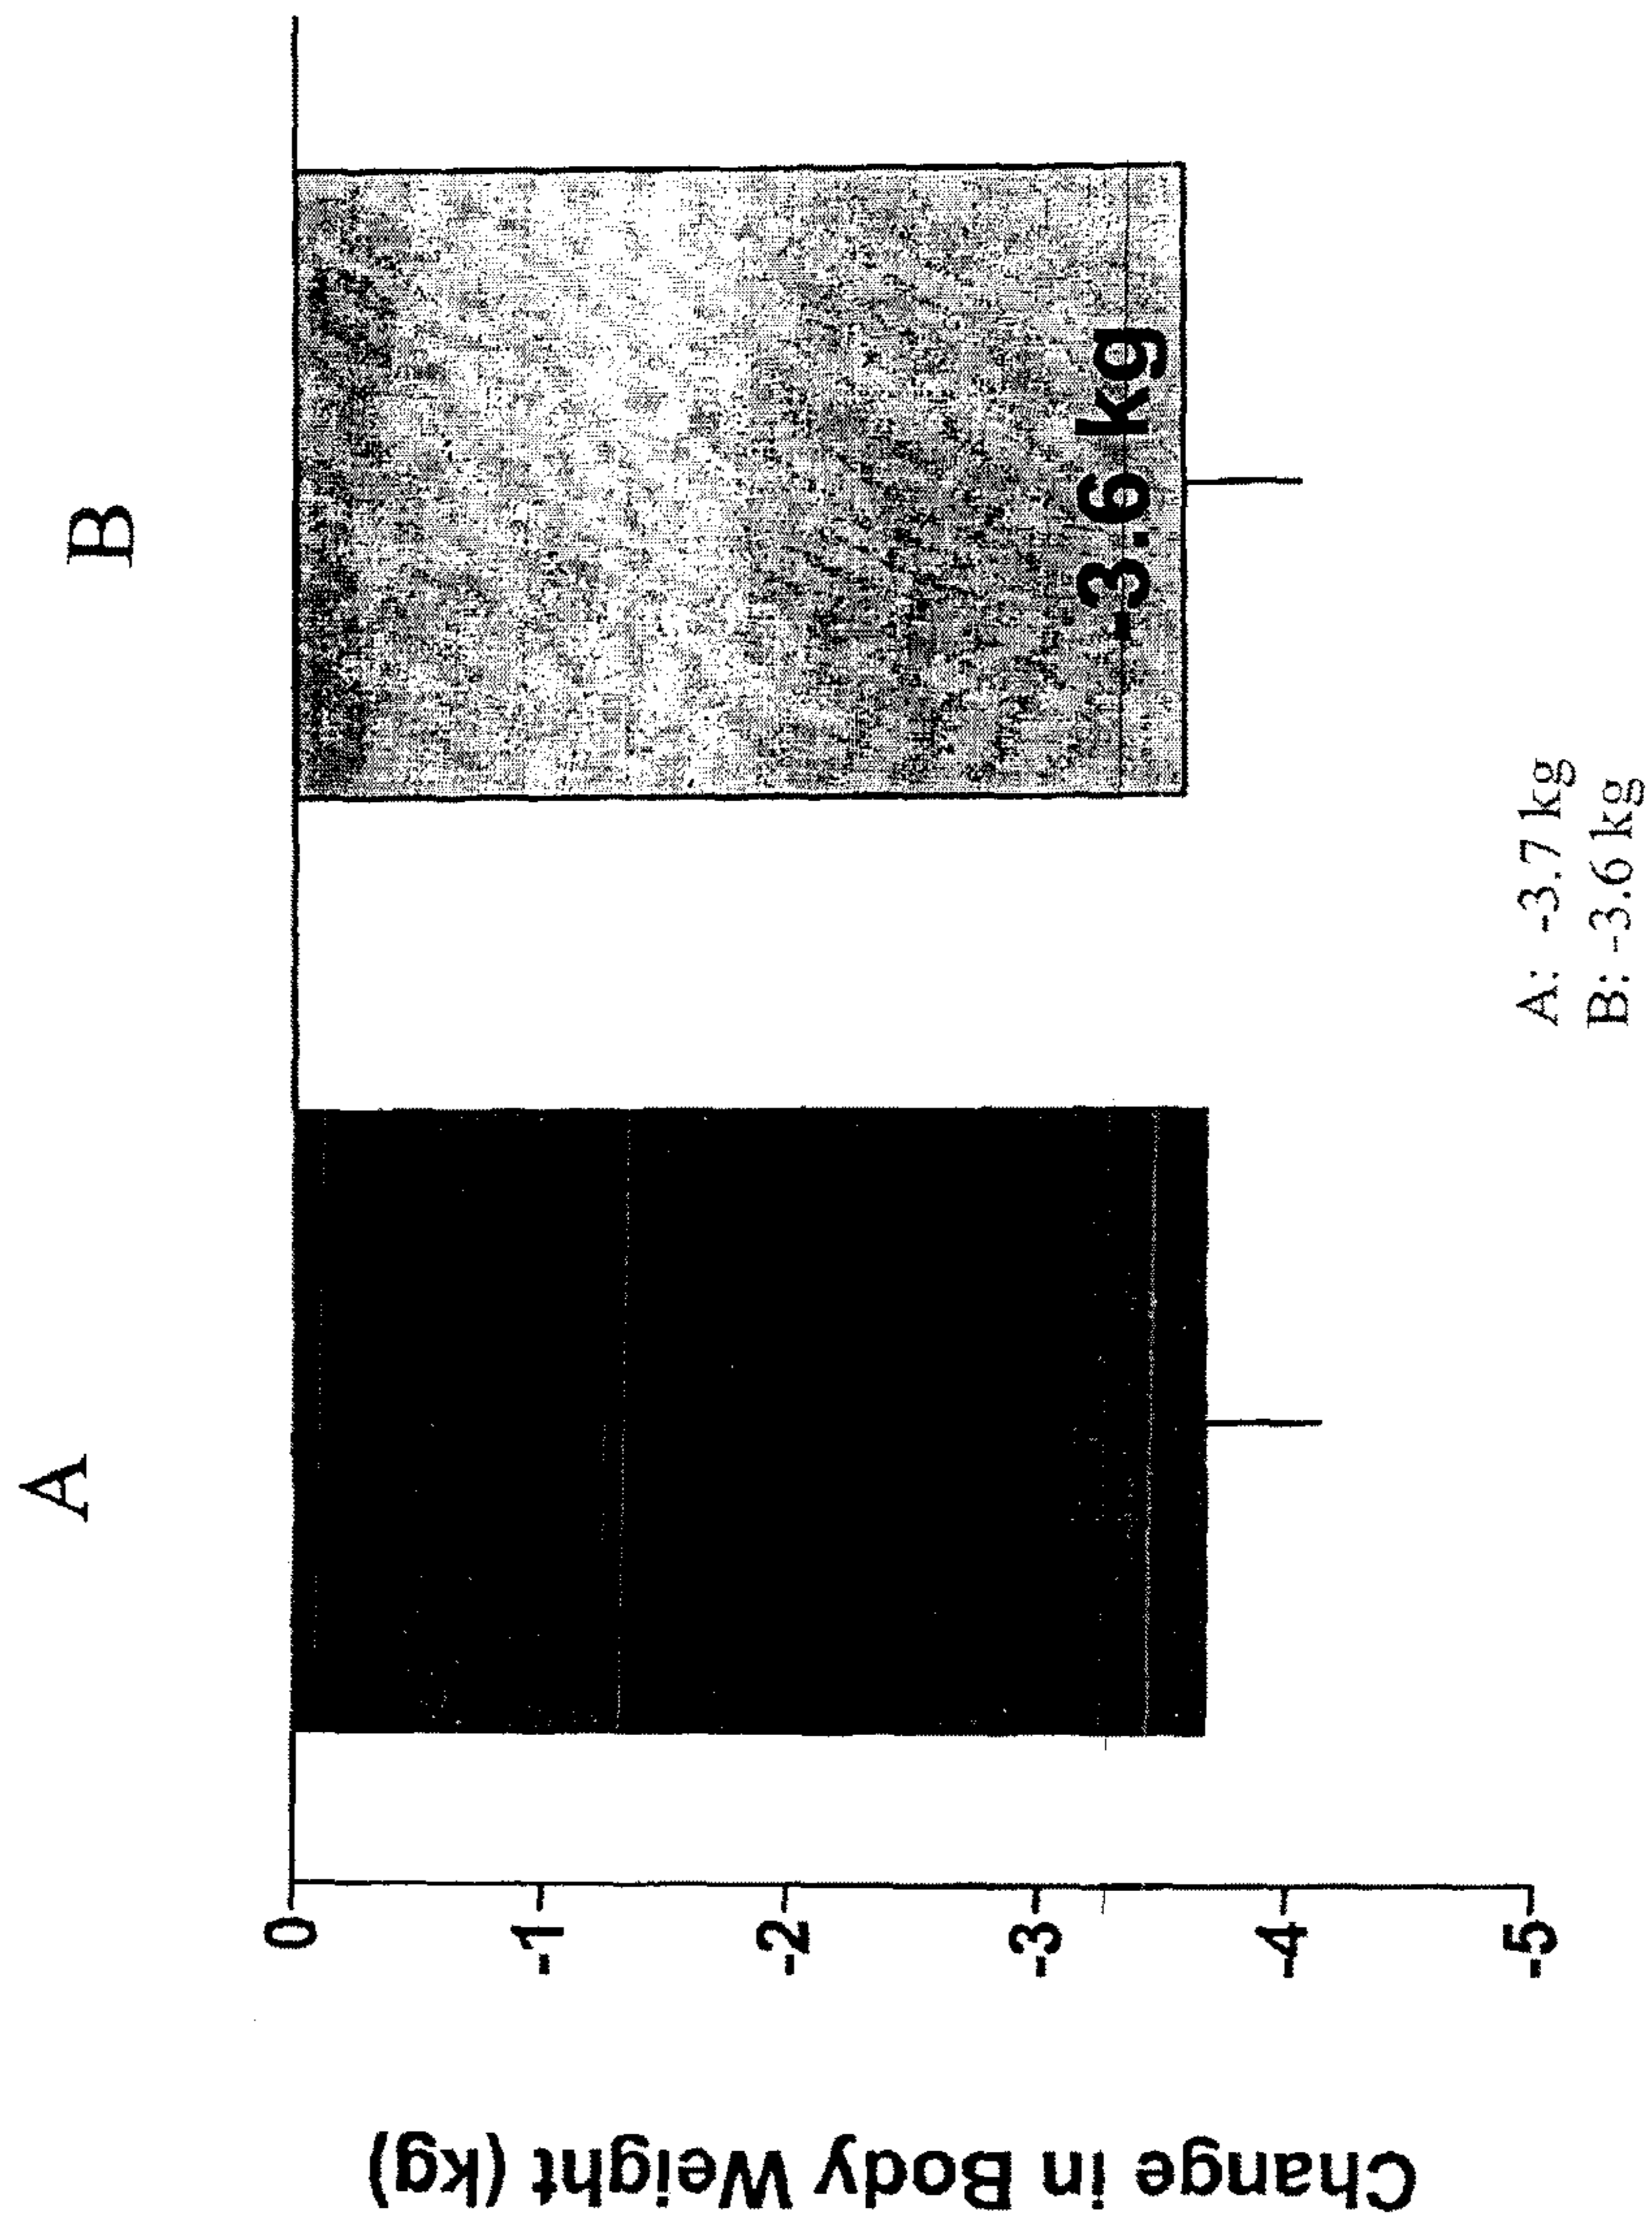 A
B
Change in Body Weight (kg)
0
-1
-2
-3
-4
-5
-3.6 kg
A: -3.7 kg
B: -3.6 kg